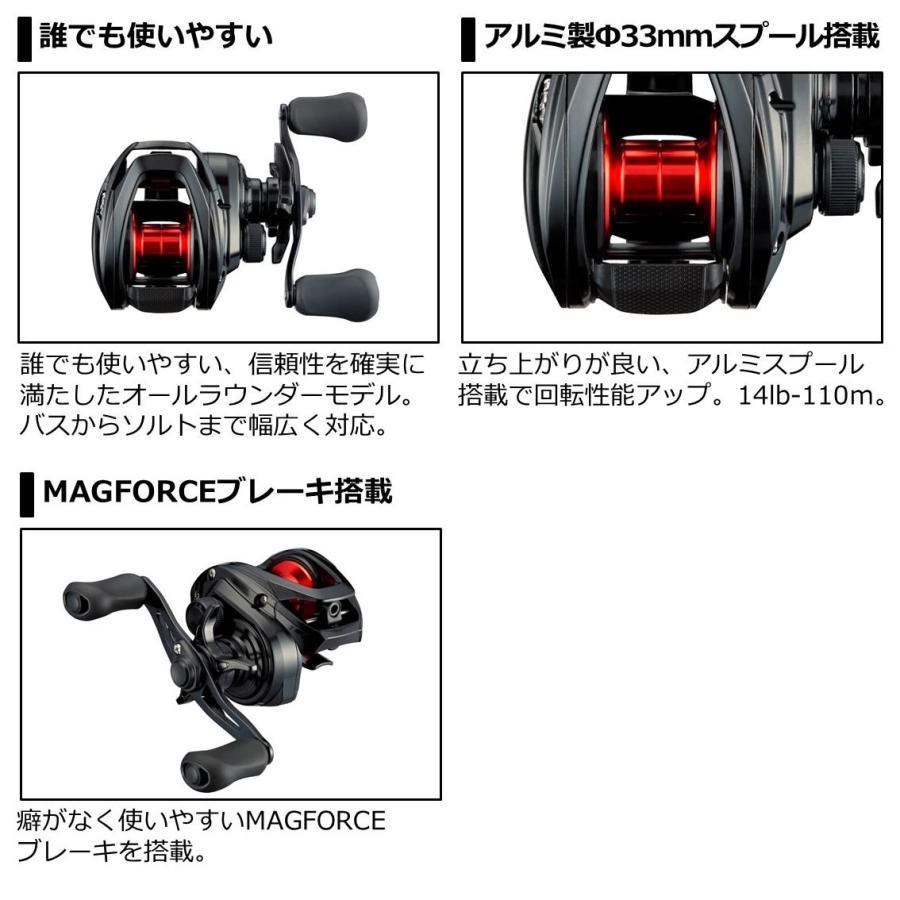 誰でも使いやすい
誰でも使いやすい、信頼性を確実に
満たしたオールラウンダーモデル。
バスからソルトまで幅広く対応。
アルミ製Φ33mmスプール搭載
立ち上がりが良い、アルミスプール
搭載で回転性能アップ。14lb-110m。
MAGFORCEブレーキ搭載
癖がなく使いやすいMAGFORCE
ブレーキを搭載。